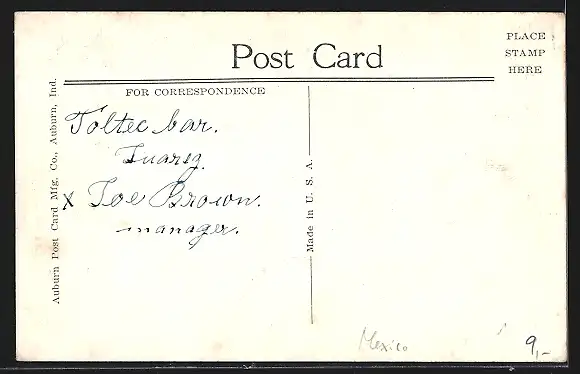 Post Card
PLACE
STAMP
HERE
FOR CORRESPONDENCE
Toltec bar.
Juarez.
x Joe Brown.
manager.
Auburn Post Card Mfg. Co., Auburn, Ind.
Made in U. S. A.
Mexico
9,-